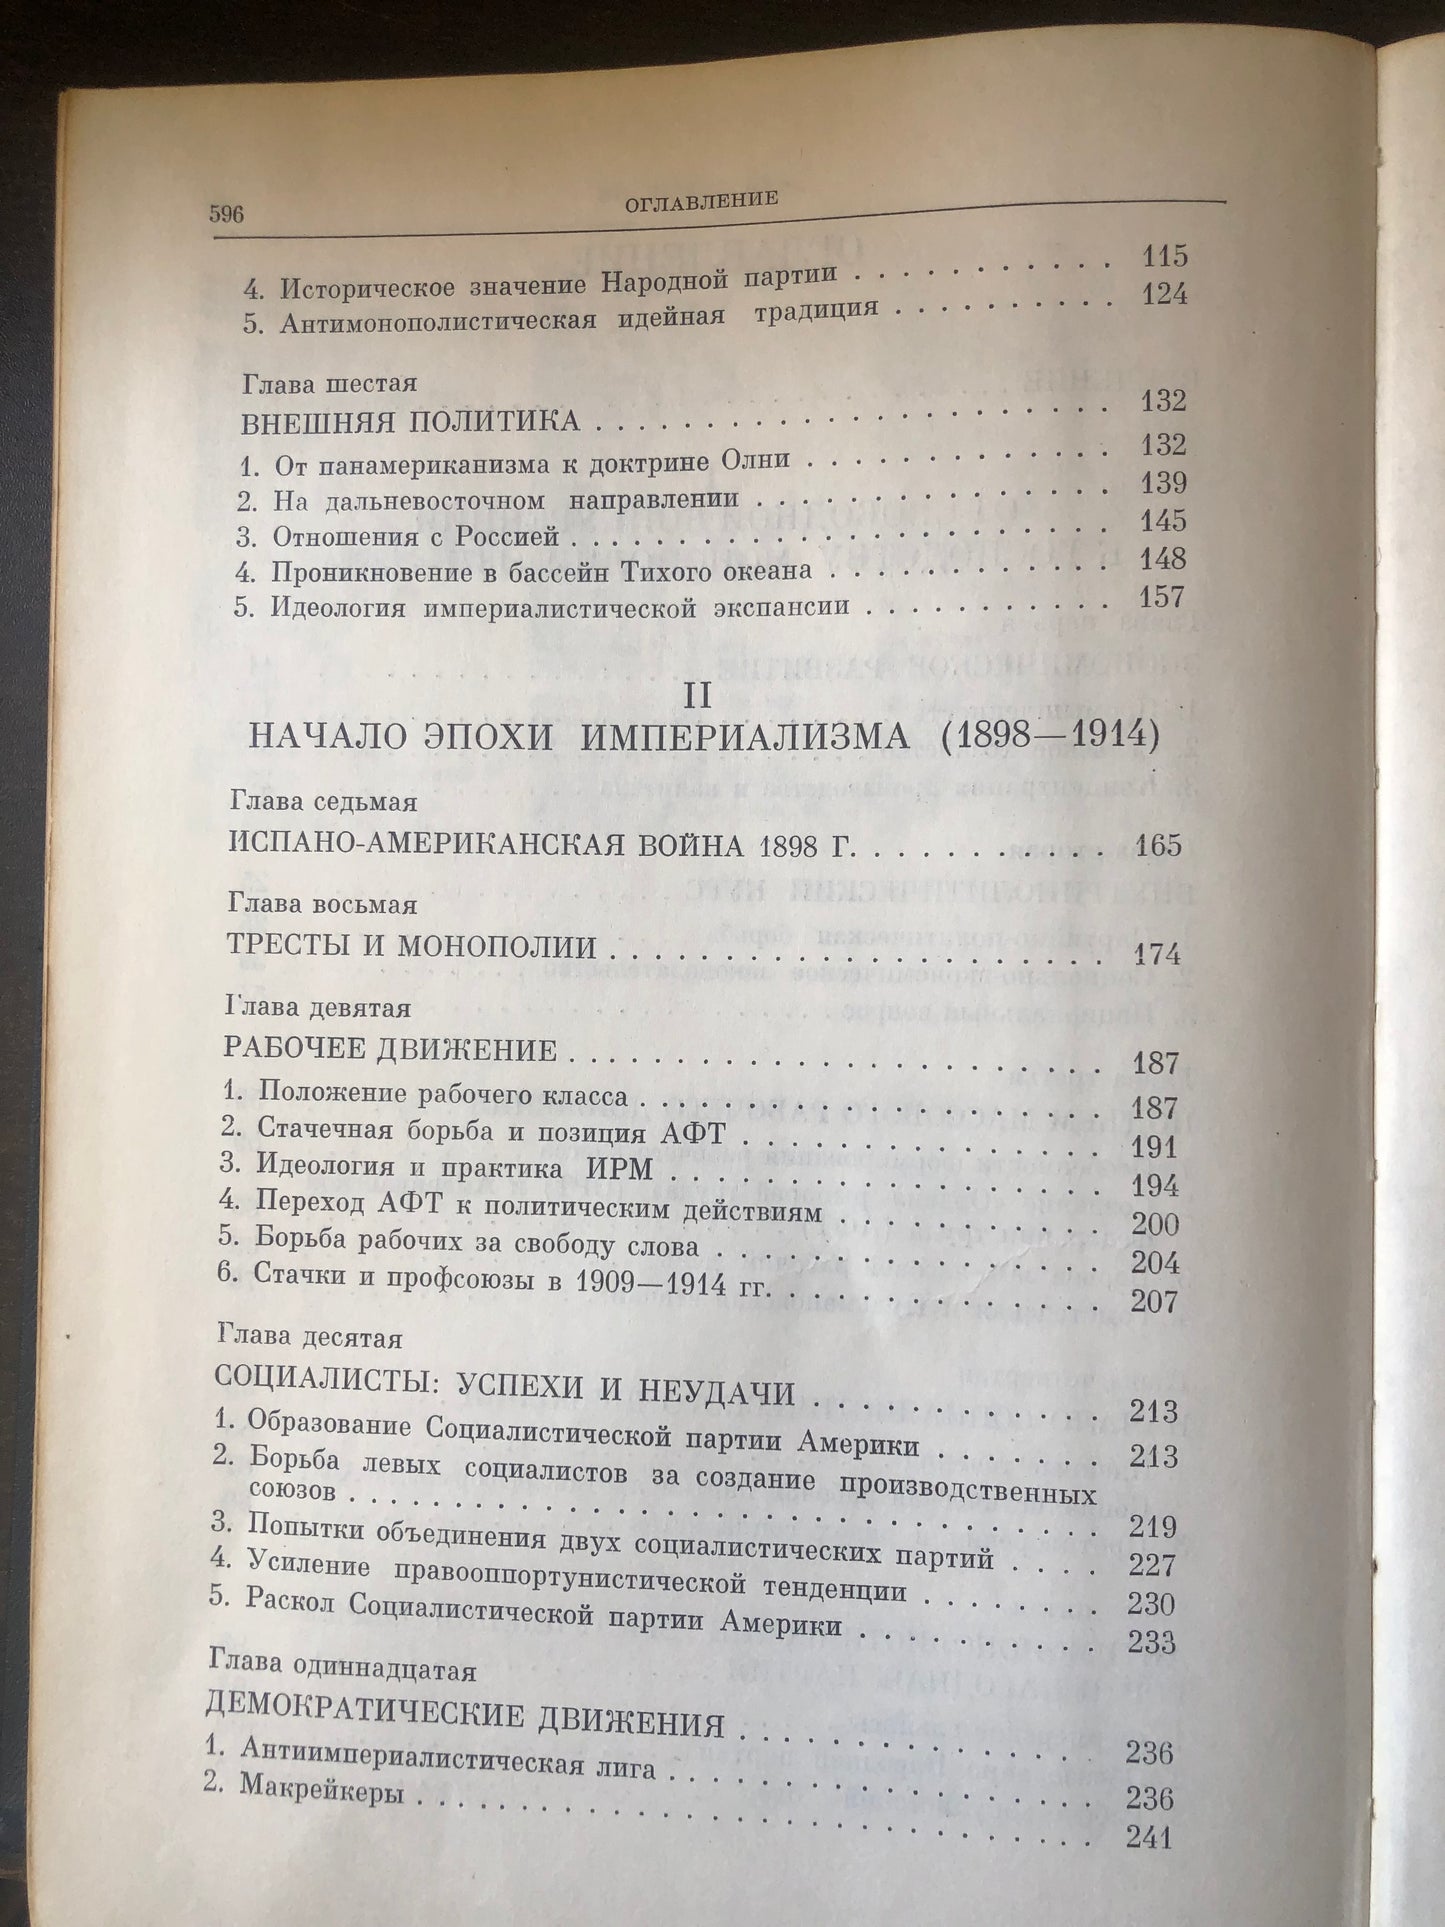 596
ОГЛАВЛЕНИЕ
4. Историческое значение Народной партии . . . . . . . . . . . 115
5. Антимонополистическая идейная традиция . . . . . . . . . 124
Глава шестая
ВНЕШНЯЯ ПОЛИТИКА . . . . . . . . . . . . . . . . . . . 132
1. От панамериканизма к доктрине Олни . . . . . . . . . . . . 132
2. На дальневосточном направлении . . . . . . . . . . . . . . 139
3. Отношения с Россией . . . . . . . . . . . . . . . . . . . . 145
4. Проникновение в бассейн Тихого океана . . . . . . . . . . . 148
5. Идеология империалистической экспансии . . . . . . . . . . 157
II
НАЧАЛО ЭПОХИ ИМПЕРИАЛИЗМА (1898—1914)
Глава седьмая
ИСПАНО-АМЕРИКАНСКАЯ ВОЙНА 1898 Г. . . . . . . . . . . 165
Глава восьмая
ТРЕСТЫ И МОНОПОЛИИ . . . . . . . . . . . . . . . . . . 174
Глава девятая
РАБОЧЕЕ ДВИЖЕНИЕ . . . . . . . . . . . . . . . . . . . . 187
1. Положение рабочего класса . . . . . . . . . . . . . . . . . 187
2. Стачечная борьба и позиция АФТ . . . . . . . . . . . . . . 191
3. Идеология и практика ИРМ . . . . . . . . . . . . . . . . . 194
4. Переход АФТ к политическим действиям . . . . . . . . . . . 200
5. Борьба рабочих за свободу слова . . . . . . . . . . . . . . 204
6. Стачки и профсоюзы в 1909—1914 гг. . . . . . . . . . . . . 207
Глава десятая
СОЦИАЛИСТЫ: УСПЕХИ И НЕУДАЧИ . . . . . . . . . . . 213
1. Образование Социалистической партии Америки . . . . . . . 213
2. Борьба левых социалистов за создание производственных
союзов . . . . . . . . . . . . . . . . . . . . . . . . . . . . 219
3. Попытки объединения двух социалистических партий . . . . 227
4. Усиление правооппортунистической тенденции . . . . . . . . 230
5. Раскол Социалистической партии Америки . . . . . . . . . . 233
Глава одиннадцатая
ДЕМОКРАТИЧЕСКИЕ ДВИЖЕНИЯ . . . . . . . . . . . . . 236
1. Антиимпериалистическая лига . . . . . . . . . . . . . . . . 236
2. Макрейкеры . . . . . . . . . . . . . . . . . . . . . . . . . 241